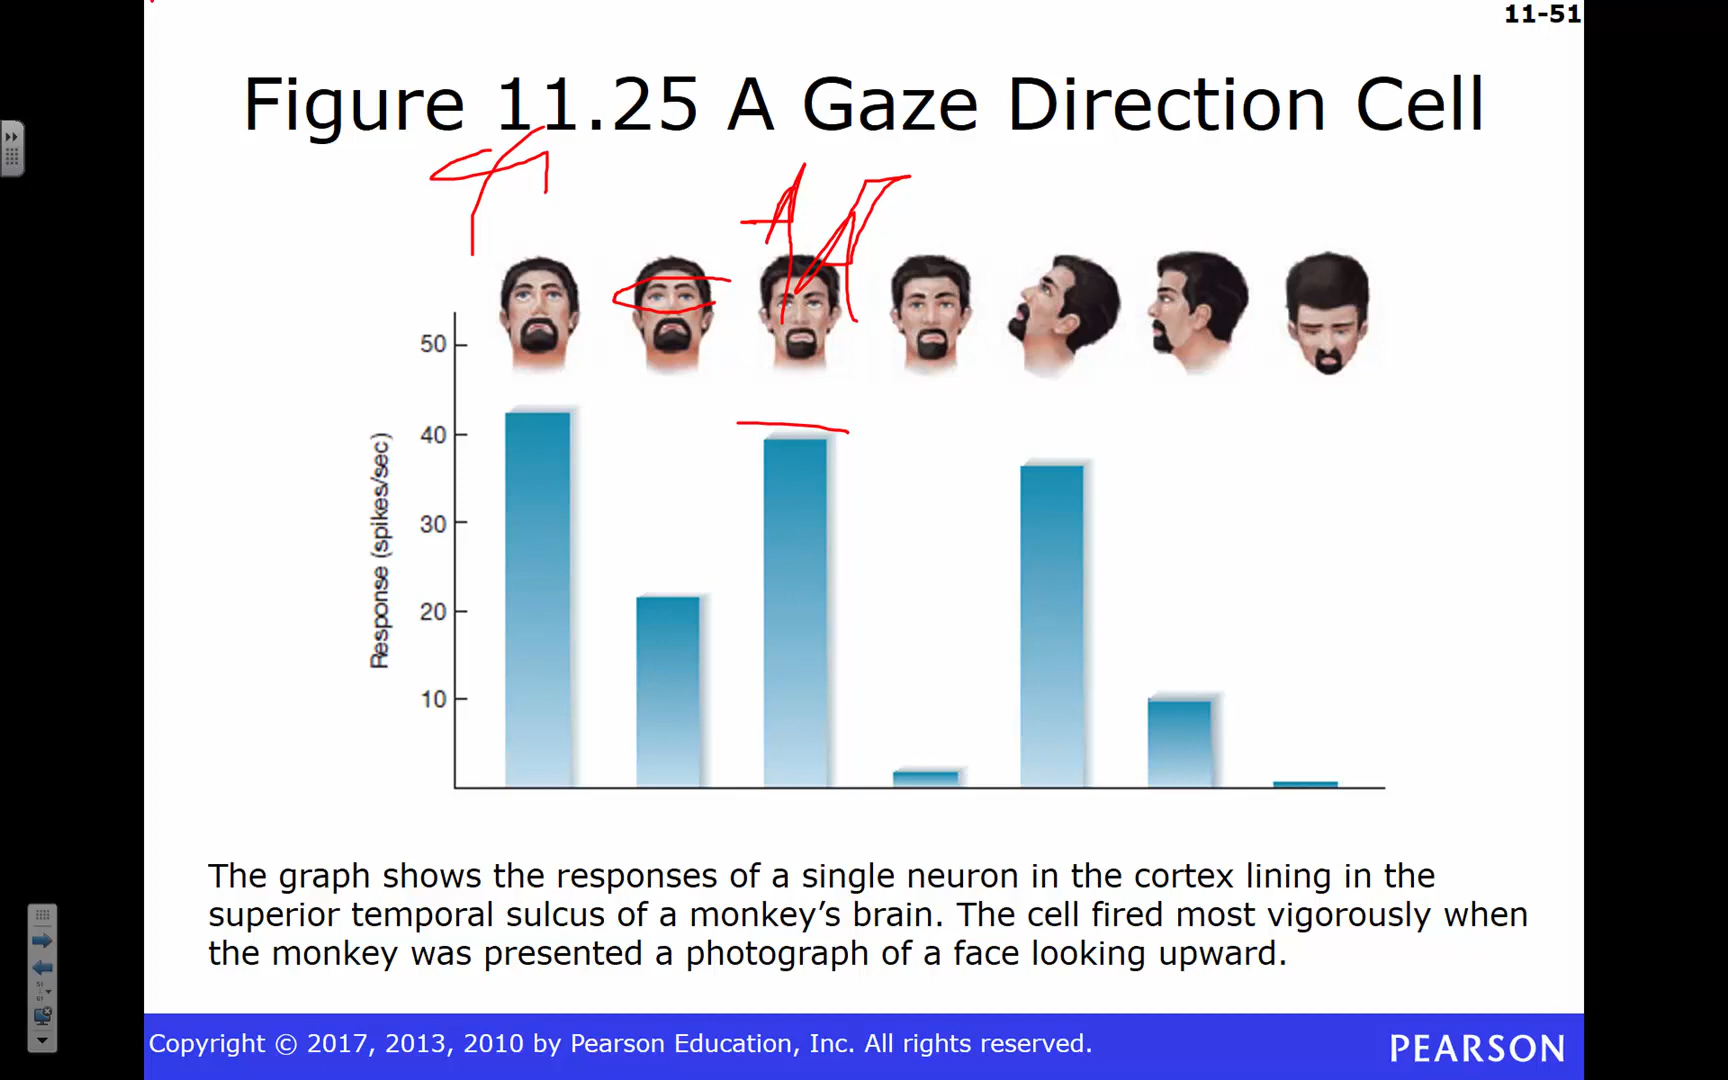 11-51
Figure 11.25 A Gaze Direction Cell
50
40
30
20
10
Response (spikes/sec)
The graph shows the responses of a single neuron in the cortex lining in the
superior temporal sulcus of a monkey’s brain. The cell fired most vigorously when
the monkey was presented a photograph of a face looking upward.
Copyright © 2017, 2013, 2010 by Pearson Education, Inc. All rights reserved.
PEARSON